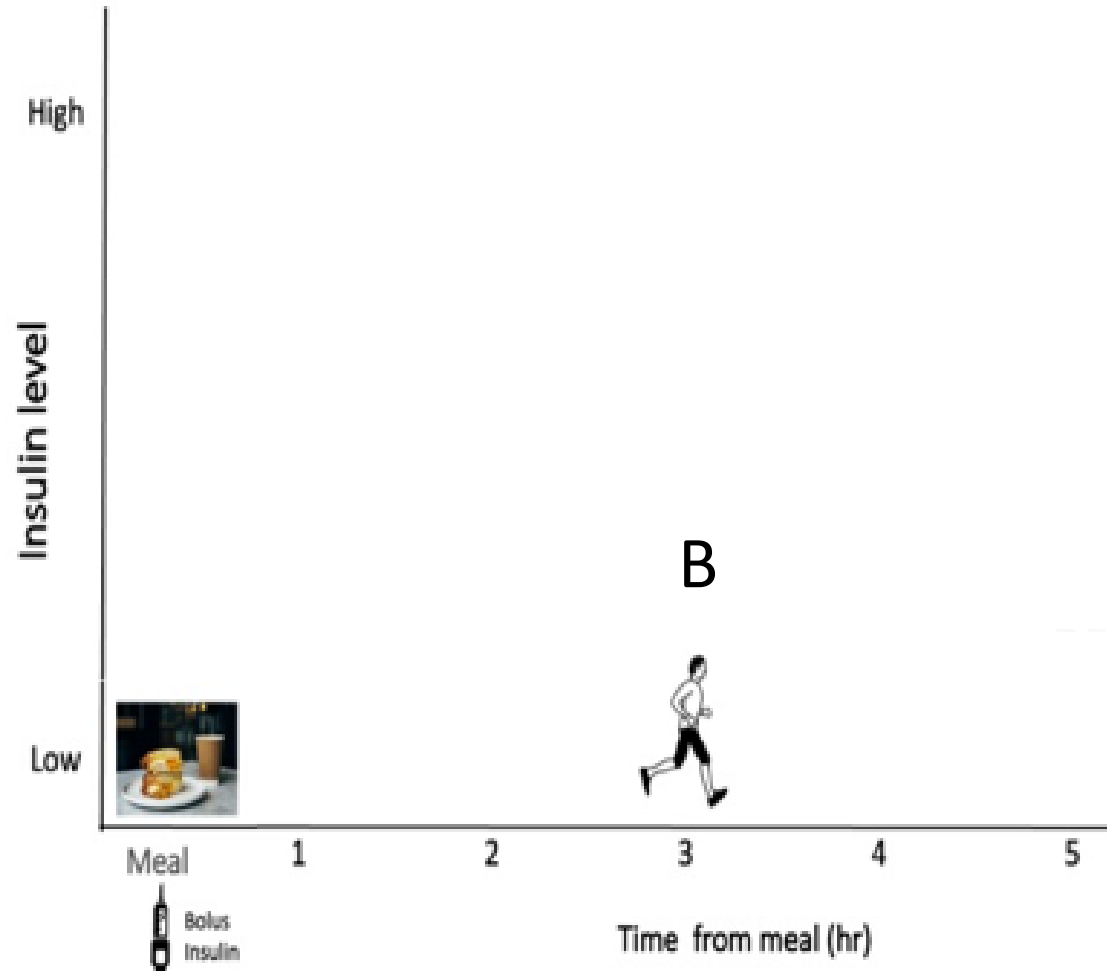 High
Insulin level
B
Low
Meal
1 2 3 4 5
Bolus
Insulin
Time from meal (hr)